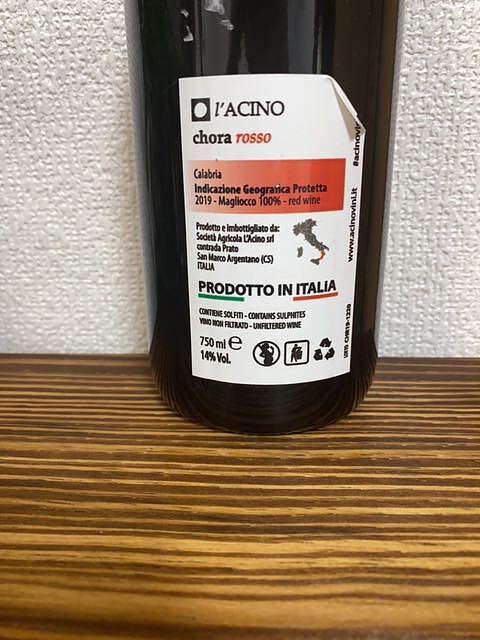 l'ACINO
chora rosso
Calabria
Indicazione Geografica Protetta
2019 - Magliocco 100% - red wine
Prodotto e imbottigliato da:
Società Agricola L'Acino srl
contrada Prato
San Marco Argentano (CS)
ITALIA
PRODOTTO IN ITALIA
CONTIENE SOLFITI - CONTAINS SULPHITES
VINO NON FILTRATO - UNFILTERED WINE
750 ml e
14% Vol.
#acinovi
www.acinovini.it